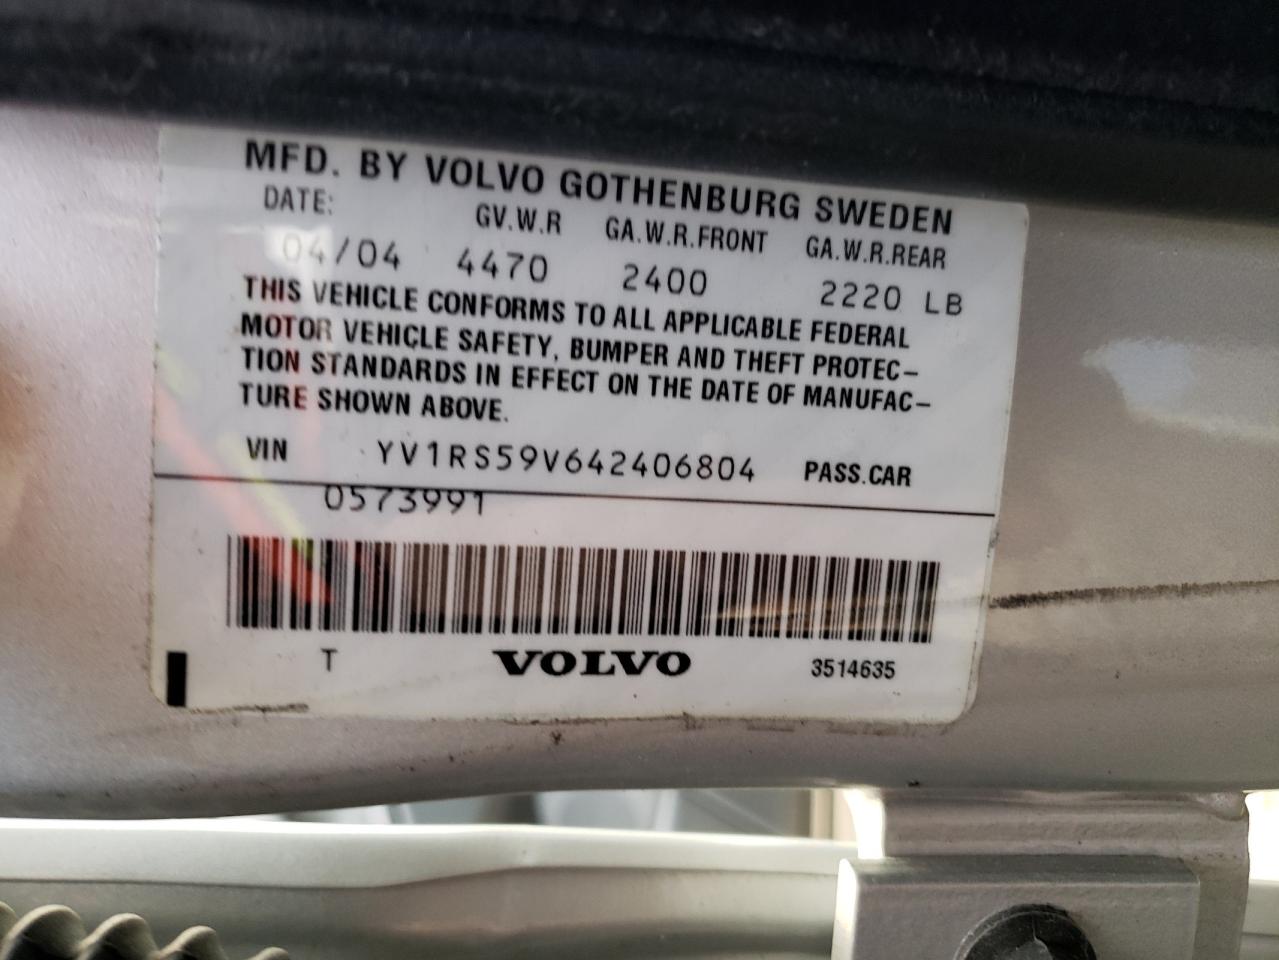 MFD. BY VOLVO GOTHENBURG SWEDEN
DATE: GV.W.R GA.W.R.FRONT GA.W.R.REAR
04/04 4470 2400 2220 LB
THIS VEHICLE CONFORMS TO ALL APPLICABLE FEDERAL
MOTOR VEHICLE SAFETY, BUMPER AND THEFT PROTEC–
TION STANDARDS IN EFFECT ON THE DATE OF MANUFAC–
TURE SHOWN ABOVE.
VIN YV1RS59V642406804 PASS.CAR
0573991
T VOLVO 3514635